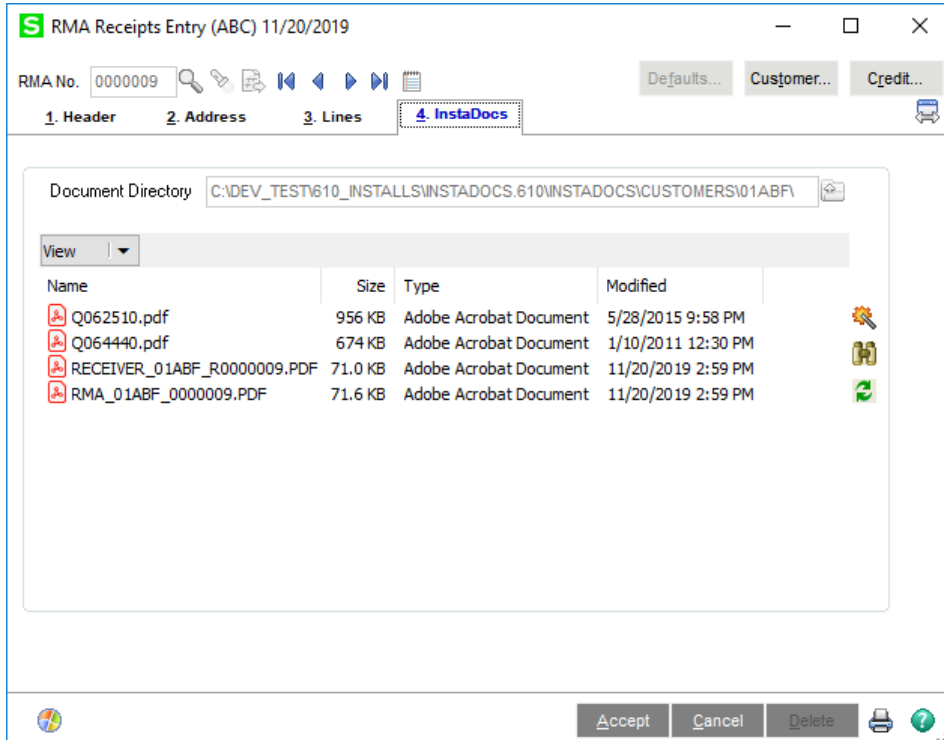 S RMA Receipts Entry (ABC) 11/20/2019
RMA No. 0000009 Defaults... Customer... Credit...
1. Header 2. Address 3. Lines 4. InstaDocs
Document Directory C:\DEV_TEST\610_INSTALLS\INSTADOCS.610\INSTADOCS\CUSTOMERS\01ABF\
View
Name Size Type Modified
Q062510.pdf 956 KB Adobe Acrobat Document 5/28/2015 9:58 PM
Q064440.pdf 674 KB Adobe Acrobat Document 1/10/2011 12:30 PM
RECEIVER_01ABF_R0000009.PDF 71.0 KB Adobe Acrobat Document 11/20/2019 2:59 PM
RMA_01ABF_0000009.PDF 71.6 KB Adobe Acrobat Document 11/20/2019 2:59 PM
Accept Cancel Delete ?